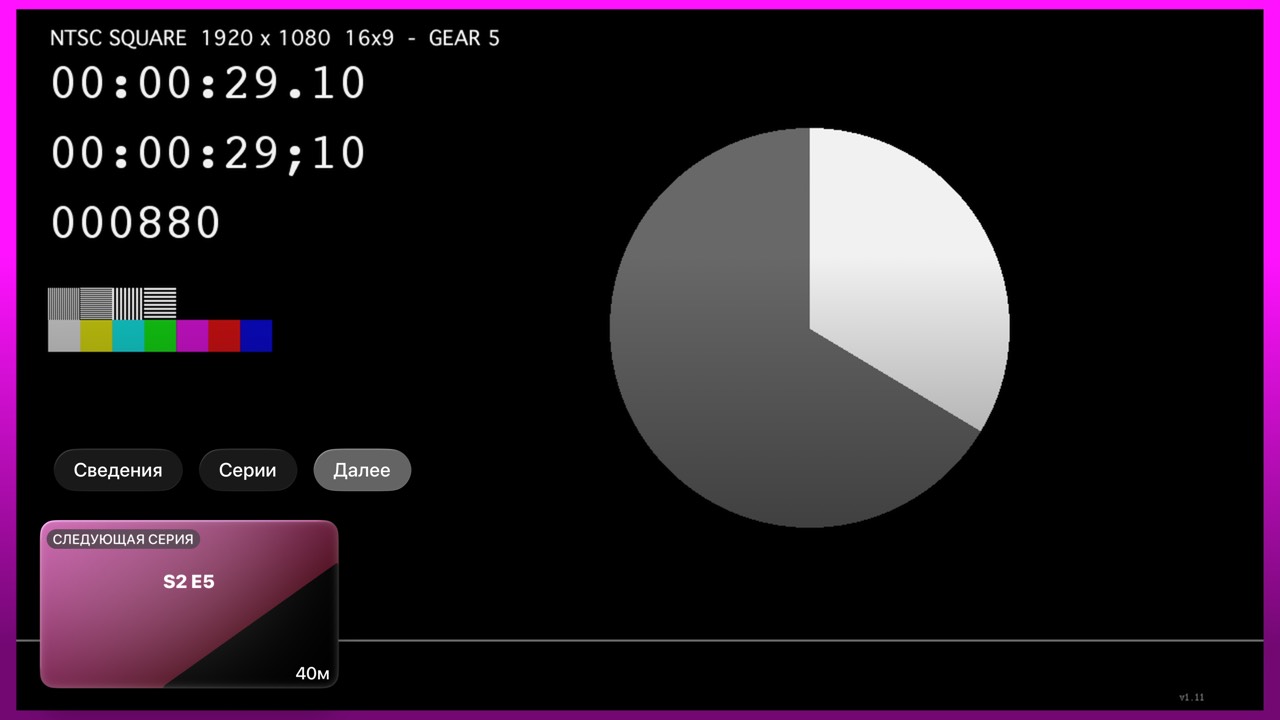 NTSC SQUARE 1920 x 1080 16x9 - GEAR 5
00:00:29.10
00:00:29;10
000880
Сведения Серии Далее
СЛЕДУЮЩАЯ СЕРИЯ
S2 E5
40м
v1.11